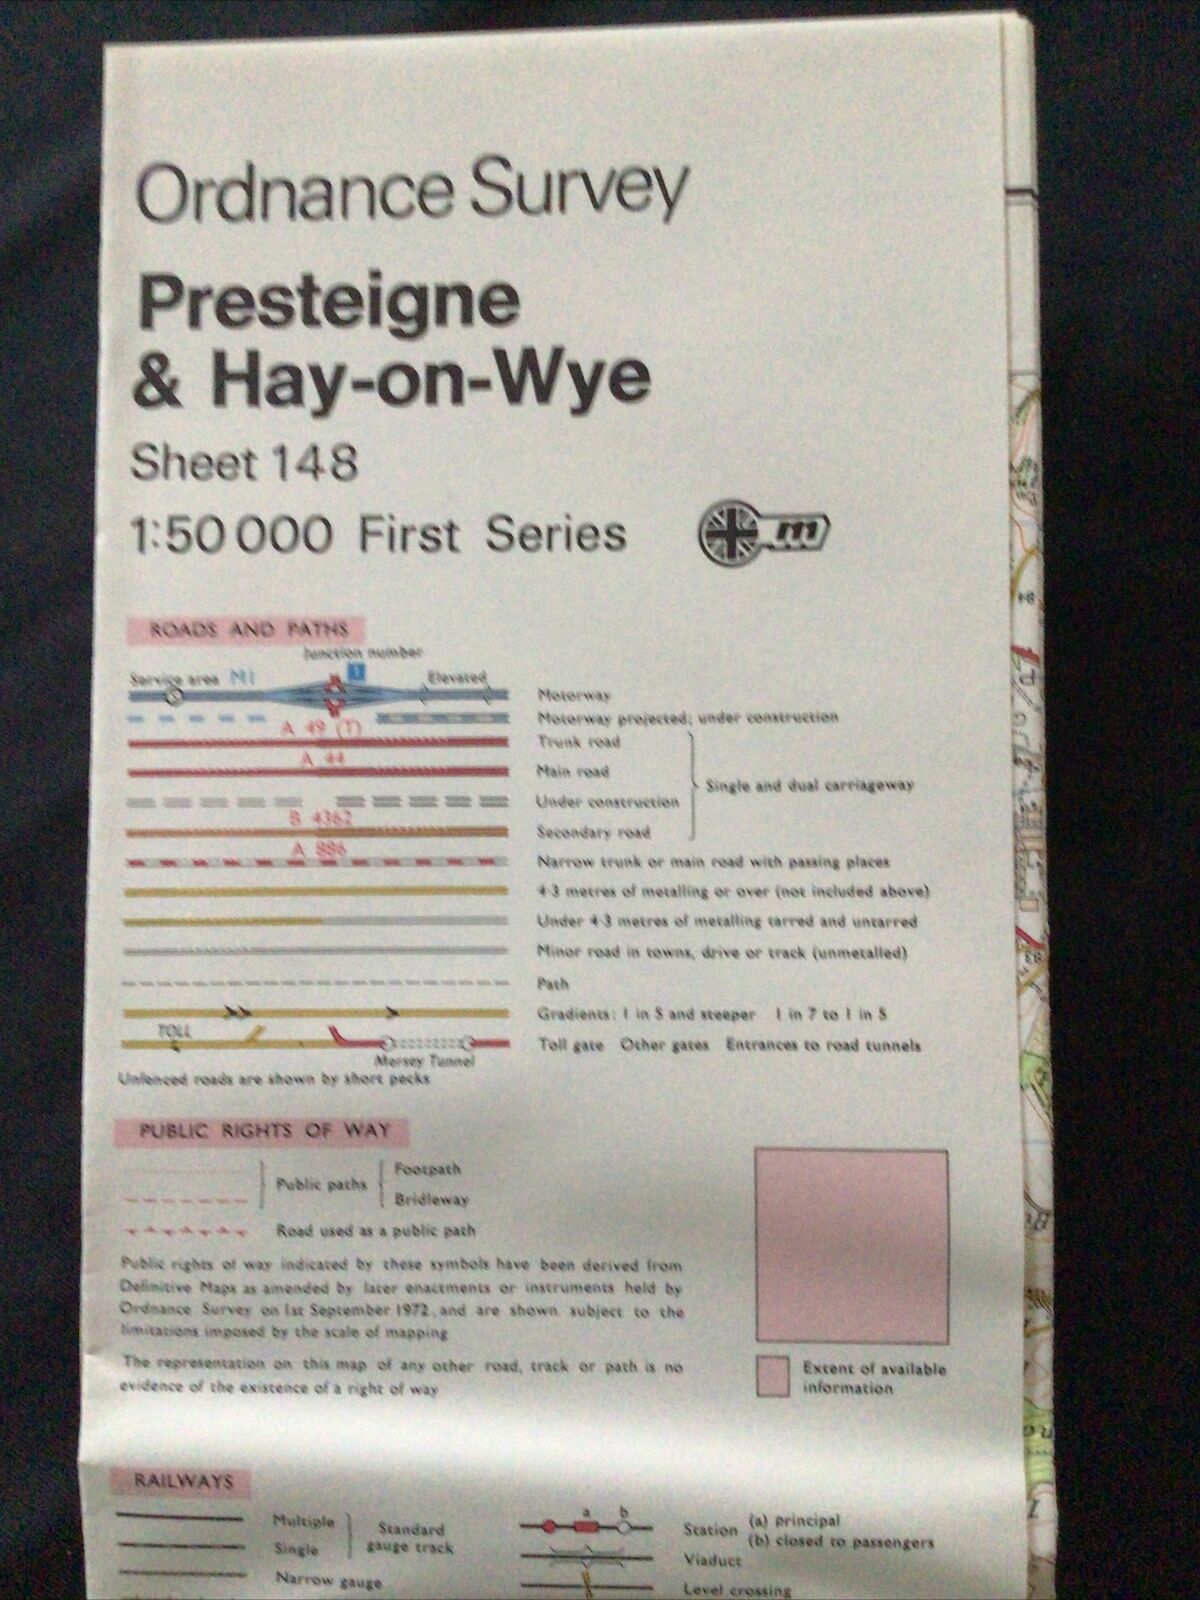 Ordnance Survey
Presteigne
& Hay-on-Wye
Sheet 148
1:50 000 First Series
m
ROADS AND PATHS
Junction number
Service area M1 1 Elevated
Motorway
Motorway projected; under construction
A 49 (T)
Trunk road
A 44
Main road
Single and dual carriageway
Under construction
B 4362
Secondary road
A 886
Narrow trunk or main road with passing places
4·3 metres of metalling or over (not included above)
Under 4·3 metres of metalling tarred and untarred
Minor road in towns, drive or track (unmetalled)
Path
Gradients: 1 in 5 and steeper 1 in 7 to 1 in 5
TOLL
Toll gate Other gates Entrances to road tunnels
Mersey Tunnel
Unfenced roads are shown by short pecks
PUBLIC RIGHTS OF WAY
Public paths
Footpath
Bridleway
Road used as a public path
Public rights of way indicated by these symbols have been derived from
Definitive Maps as amended by later enactments or instruments held by
Ordnance Survey on 1st September 1972 and are shown subject to the
limitations imposed by the scale of mapping
The representation on this map of any other road, track or path is no
evidence of the existence of a right of way
Extent of available
information
RAILWAYS
Multiple
Single
Standard
gauge track
Narrow gauge
a b
Station (a) principal
(b) closed to passengers
Viaduct
Level crossing